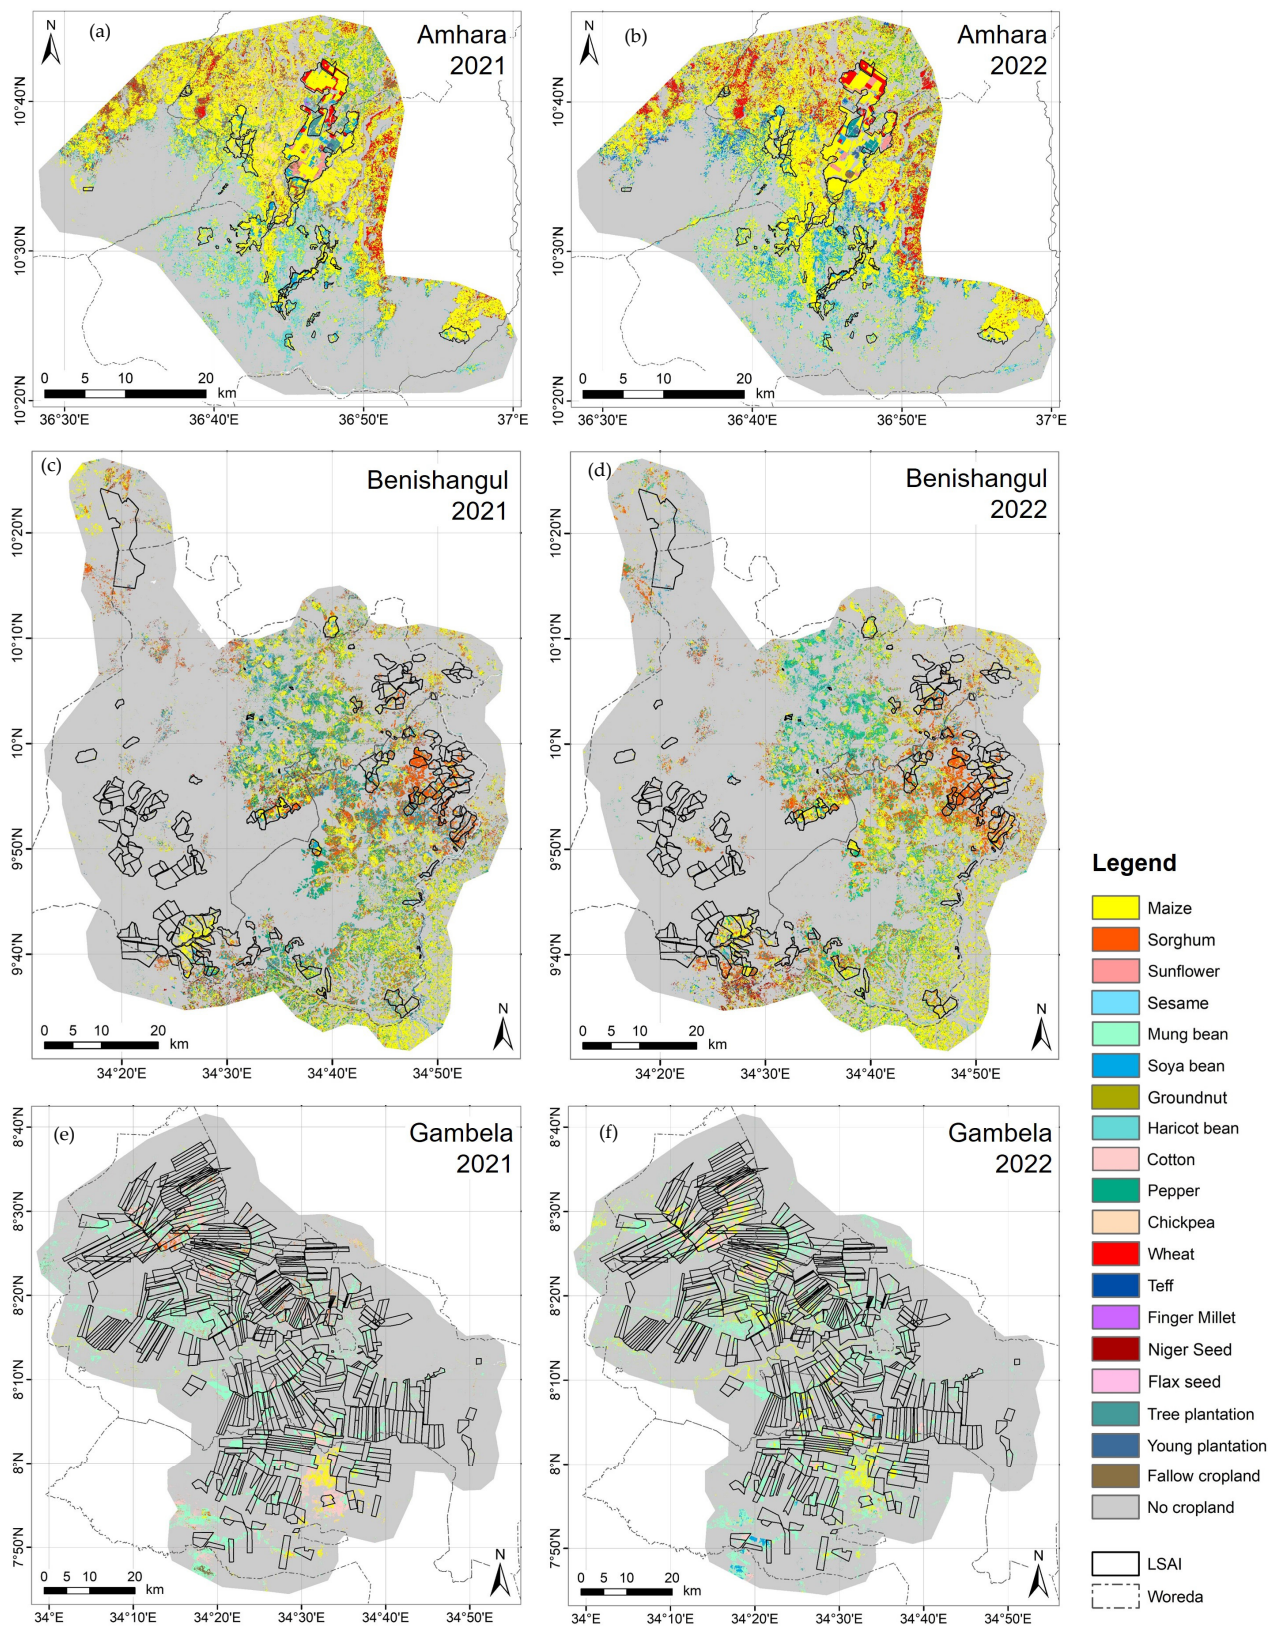 (a)
N
Amhara
2021
10°40'N
10°30'N
10°20'N
0 5 10 20
km
36°30'E 36°40'E 36°50'E 37°E
(b)
N
Amhara
2022
10°40'N
10°30'N
10°20'N
0 5 10 20
km
36°30'E 36°40'E 36°50'E 37°E
(c)
Benishangul
2021
10°20'N
10°10'N
10°N
9°50'N
9°40'N
N
0 5 10 20
km
34°20'E 34°30'E 34°40'E 34°50'E
(d)
Benishangul
2022
10°20'N
10°10'N
10°N
9°50'N
9°40'N
N
0 5 10 20
km
34°20'E 34°30'E 34°40'E 34°50'E
(e)
Gambela
2021
8°40'N
8°30'N
8°20'N
8°10'N
8°N
7°50'N
N
0 5 10 20
km
34°E 34°10'E 34°20'E 34°30'E 34°40'E 34°50'E
(f)
Gambela
2022
8°40'N
8°30'N
8°20'N
8°10'N
8°N
7°50'N
N
0 5 10 20
km
34°E 34°10'E 34°20'E 34°30'E 34°40'E 34°50'E
Legend
Maize
Sorghum
Sunflower
Sesame
Mung bean
Soya bean
Groundnut
Haricot bean
Cotton
Pepper
Chickpea
Wheat
Teff
Finger Millet
Niger Seed
Flax seed
Tree plantation
Young plantation
Fallow cropland
No cropland
LSAI
Woreda